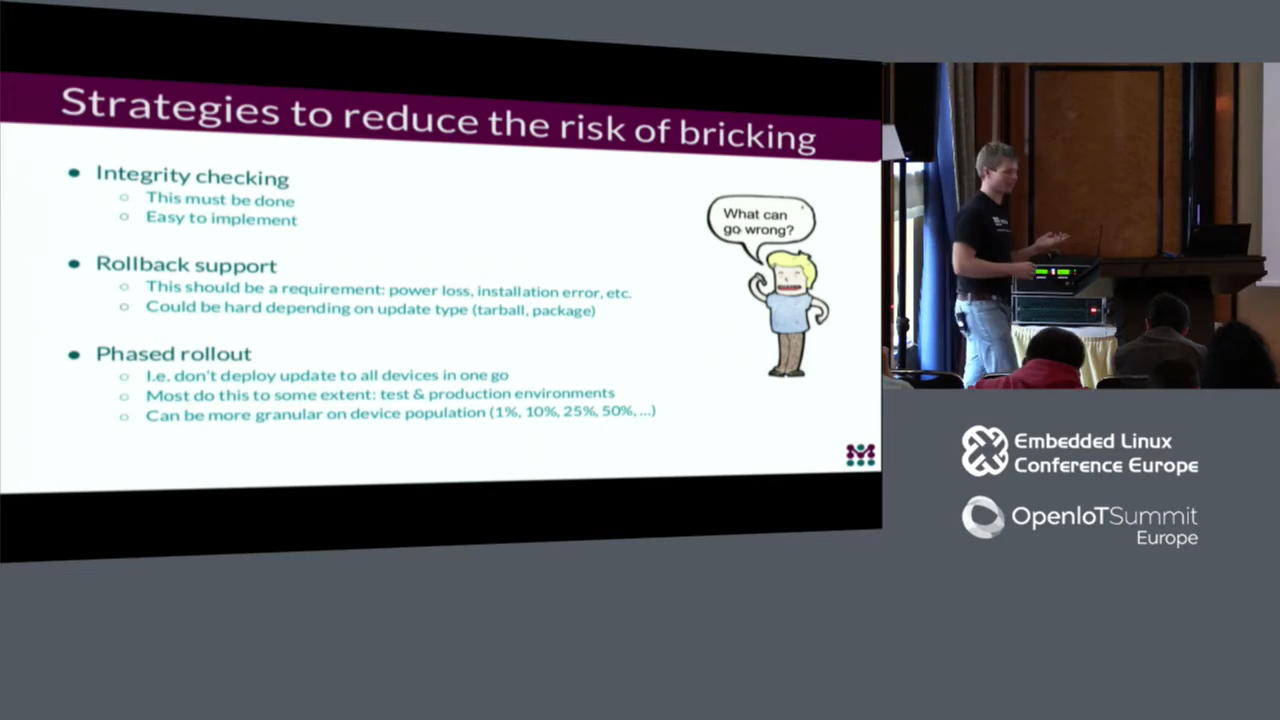 Strategies to reduce the risk of bricking
Integrity checking
This must be done
Easy to implement
Rollback support
This should be a requirement: power loss, installation error, etc.
Could be hard depending on update type (tarball, package)
Phased rollout
I.e. don't deploy update to all devices in one go
Most do this to some extent: test & production environments
Can be more granular on device population (1%, 10%, 25%, 50%, ...)
What can
go wrong?
Embedded Linux
Conference Europe
OpenIoTSummit
Europe